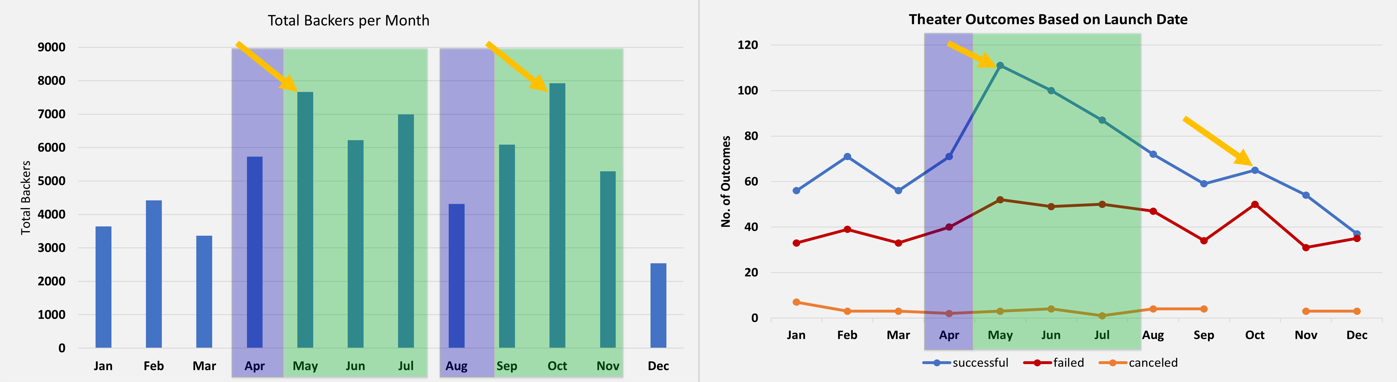 Total Backers per Month
Total Backers
9000
8000
7000
6000
5000
4000
3000
2000
1000
0
Jan Feb Mar Apr May Jun Jul Aug Sep Oct Nov Dec
Theater Outcomes Based on Launch Date
No. of Outcomes
120
100
80
60
40
20
0
Jan Feb Mar Apr May Jun Jul Aug Sep Oct Nov Dec
successful failed canceled